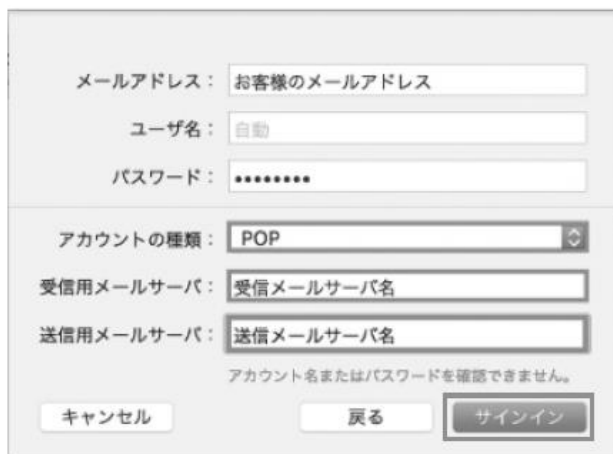 メールアドレス： お客様のメールアドレス
ユーザ名： 自動
パスワード： ••••••••
アカウントの種類： POP
受信用メールサーバ： 受信メールサーバ名
送信用メールサーバ： 送信メールサーバ名
アカウント名またはパスワードを確認できません。
キャンセル 戻る サインイン